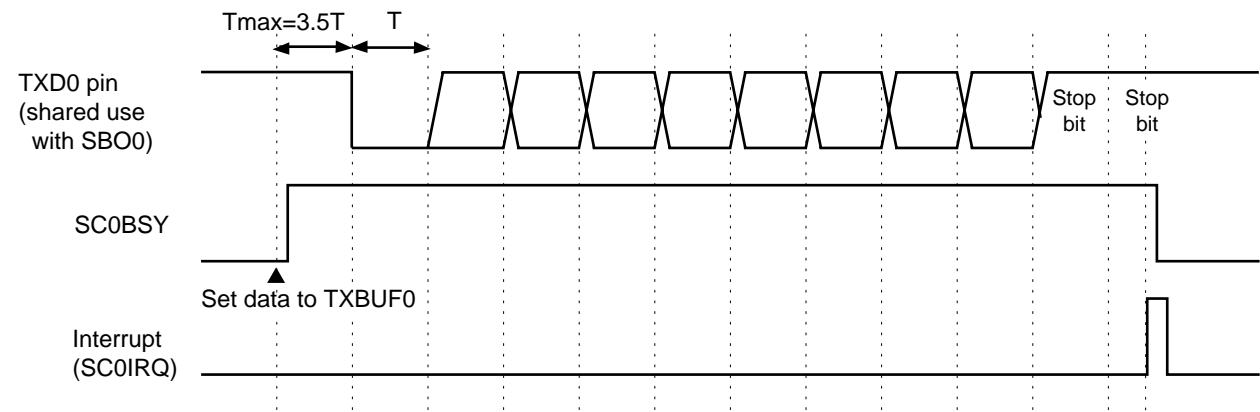 Tmax=3.5T
T
TXD0 pin
(shared use
with SBO0)
Stop
bit
Stop
bit
SC0BSY
Set data to TXBUF0
Interrupt
(SC0IRQ)